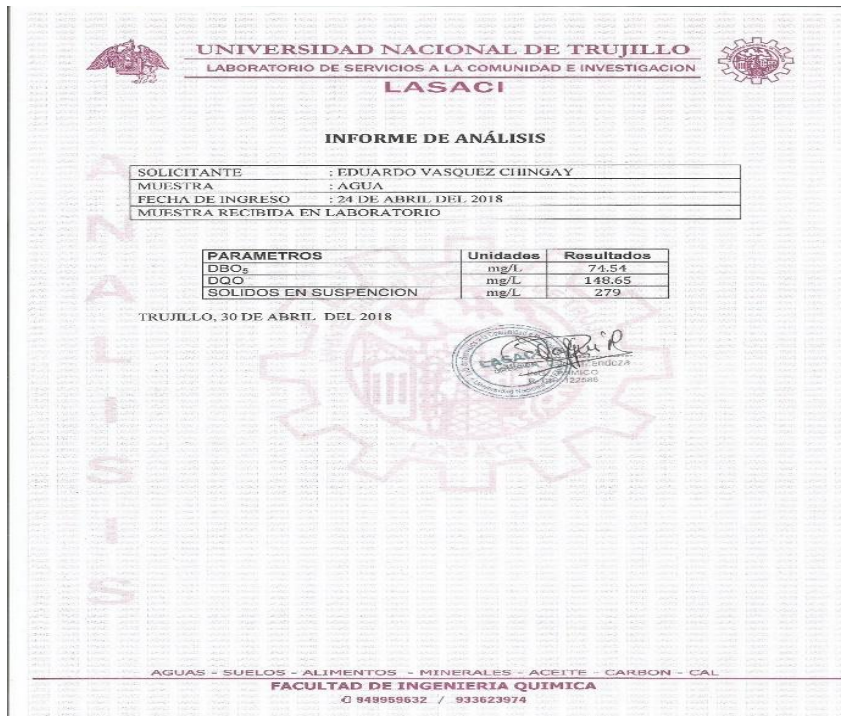 UNIVERSIDAD NACIONAL DE TRUJILLO
LABORATORIO DE SERVICIOS A LA COMUNIDAD E INVESTIGACION
LASACI
INFORME DE ANÁLISIS
SOLICITANTE : EDUARDO VASQUEZ CHINGAY
MUESTRA : AGUA
FECHA DE INGRESO : 24 DE ABRIL DEL 2018
MUESTRA RECIBIDA EN LABORATORIO
PARAMETROS Unidades Resultados
DBO₅ mg/L 74.54
DQO mg/L 148.65
SOLIDOS EN SUSPENCION mg/L 279
TRUJILLO, 30 DE ABRIL DEL 2018
LASACI
ANALISIS
LASACI
AGUAS - SUELOS - ALIMENTOS - MINERALES - ACEITE - CARBON - CAL
FACULTAD DE INGENIERIA QUIMICA
949959632 / 933623974